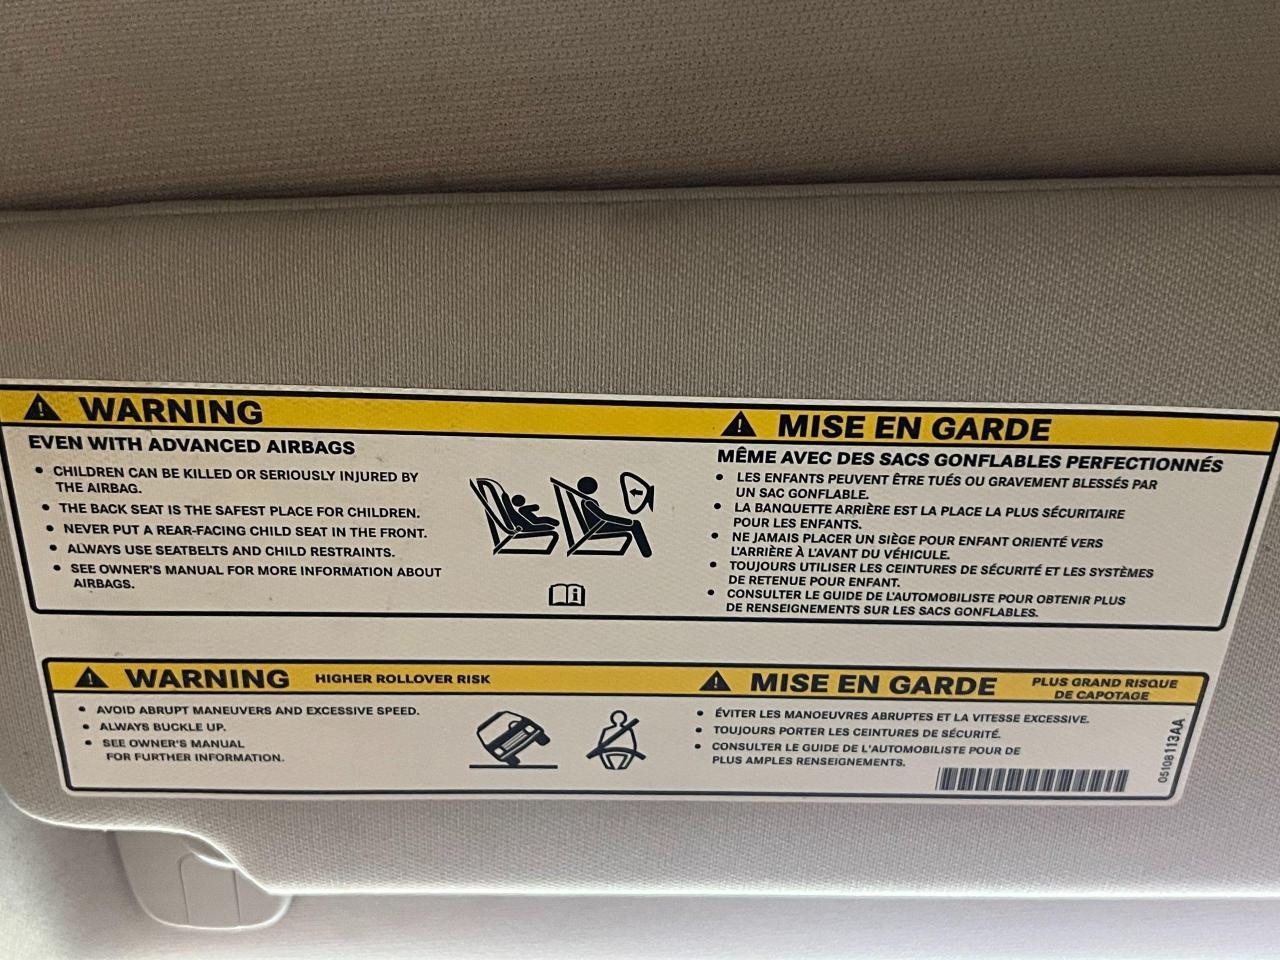 WARNING
EVEN WITH ADVANCED AIRBAGS
• CHILDREN CAN BE KILLED OR SERIOUSLY INJURED BY
THE AIRBAG.
• THE BACK SEAT IS THE SAFEST PLACE FOR CHILDREN.
• NEVER PUT A REAR-FACING CHILD SEAT IN THE FRONT.
• ALWAYS USE SEATBELTS AND CHILD RESTRAINTS.
• SEE OWNER'S MANUAL FOR MORE INFORMATION ABOUT
AIRBAGS.
MISE EN GARDE
MÊME AVEC DES SACS GONFLABLES PERFECTIONNÉS
• LES ENFANTS PEUVENT ÊTRE TUÉS OU GRAVEMENT BLESSÉS PAR
UN SAC GONFLABLE.
• LA BANQUETTE ARRIÈRE EST LA PLACE LA PLUS SÉCURITAIRE
POUR LES ENFANTS.
• NE JAMAIS PLACER UN SIÈGE POUR ENFANT ORIENTÉ VERS
L'ARRIÈRE À L'AVANT DU VÉHICULE.
• TOUJOURS UTILISER LES CEINTURES DE SÉCURITÉ ET LES SYSTÈMES
DE RETENUE POUR ENFANT.
• CONSULTER LE GUIDE DE L'AUTOMOBILISTE POUR OBTENIR PLUS
DE RENSEIGNEMENTS SUR LES SACS GONFLABLES.
WARNING HIGHER ROLLOVER RISK
• AVOID ABRUPT MANEUVERS AND EXCESSIVE SPEED.
• ALWAYS BUCKLE UP.
• SEE OWNER'S MANUAL
FOR FURTHER INFORMATION.
MISE EN GARDE PLUS GRAND RISQUE
DE CAPOTAGE
• ÉVITER LES MANOEUVRES ABRUPTES ET LA VITESSE EXCESSIVE.
• TOUJOURS PORTER LES CEINTURES DE SÉCURITÉ.
• CONSULTER LE GUIDE DE L'AUTOMOBILISTE POUR DE
PLUS AMPLES RENSEIGNEMENTS.
05108113AA